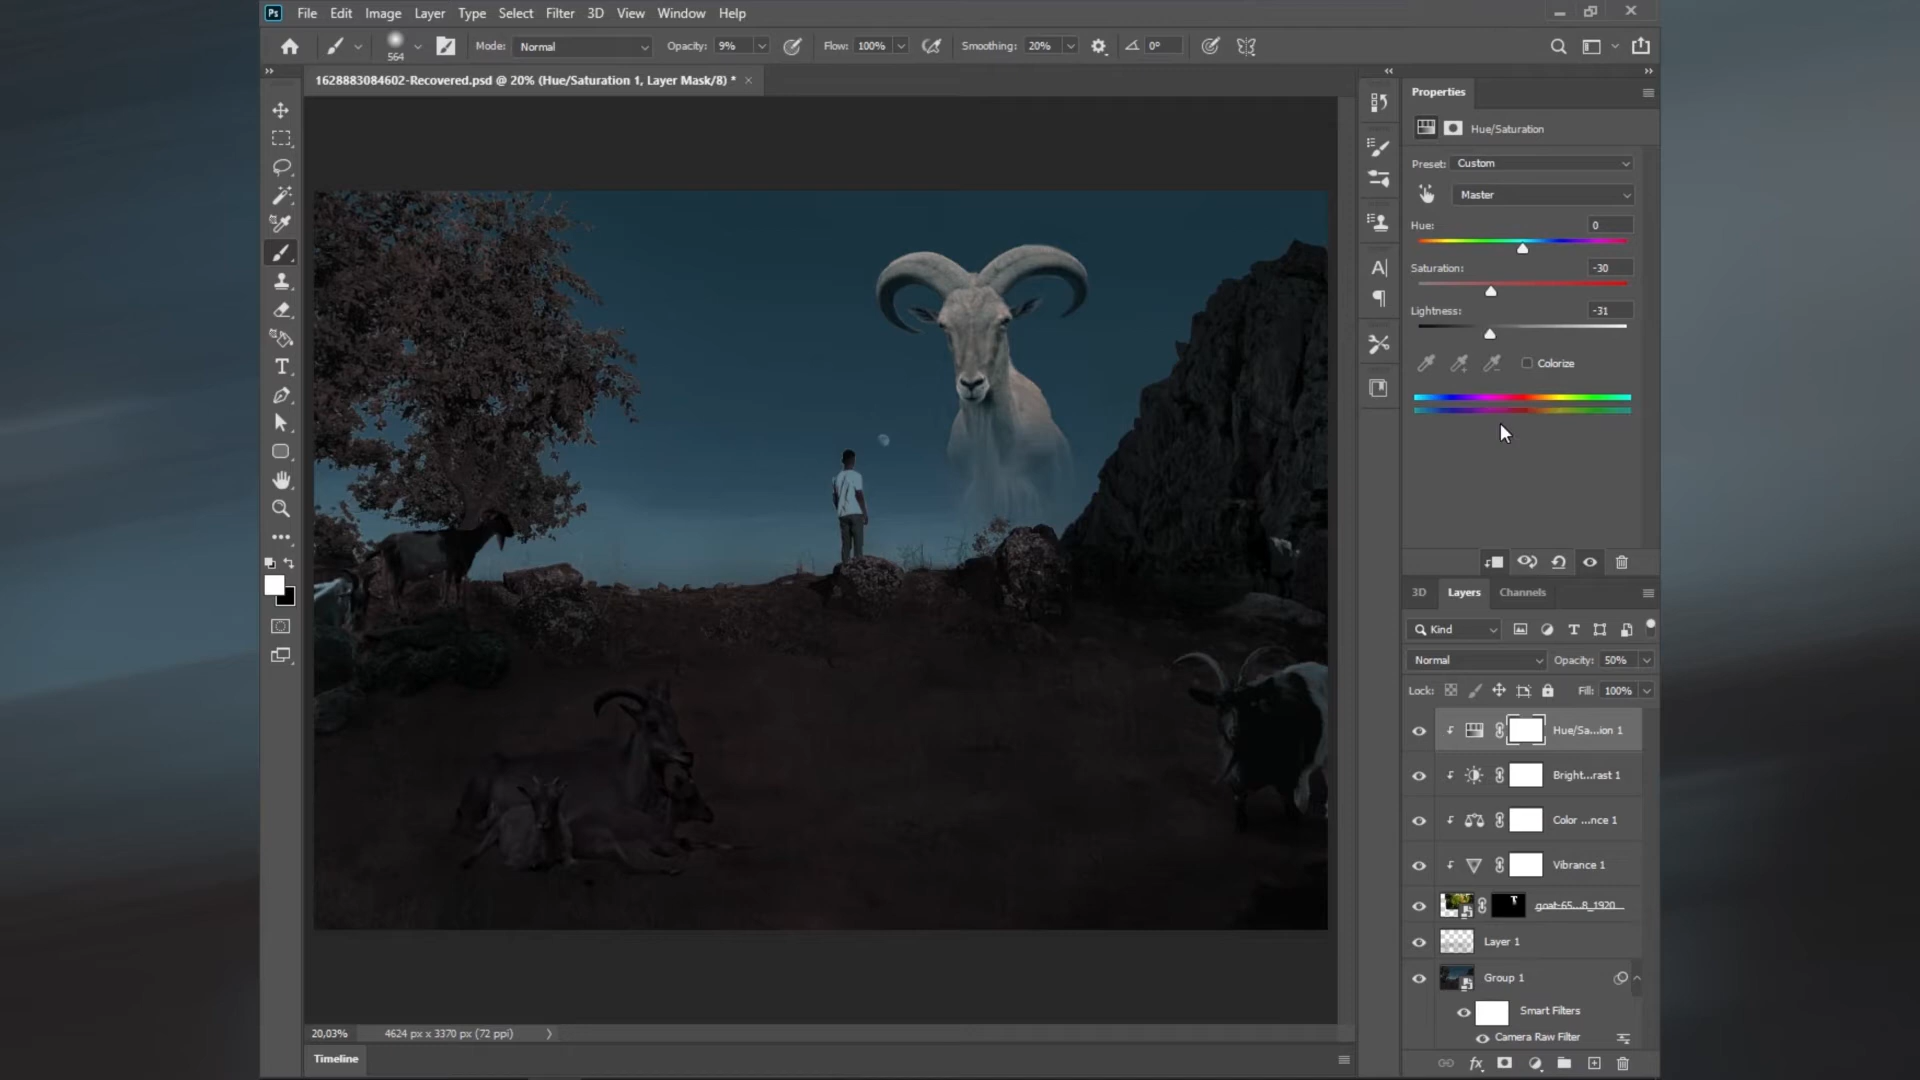 Ps File Edit Image Layer Type Select Filter 3D View Window Help
564 Mode: Normal Opacity: 9% Flow: 100% Smoothing: 20% 0°
1628883084602-Recovered.psd @ 20% (Hue/Saturation 1, Layer Mask/8) *
Properties
Hue/Saturation
Preset: Custom
Master
Hue: 0
Saturation: -30
Lightness: -31
Colorize
3D Layers Channels
Kind
Normal Opacity: 50%
Lock: Fill: 100%
Hue/Sa...ion 1
Bright...rast 1
Color ...nce 1
Vibrance 1
goat-65...8_1920
Layer 1
Group 1
Smart Filters
Camera Raw Filter
20,03% 4624 px x 3370 px (72 ppi)
Timeline